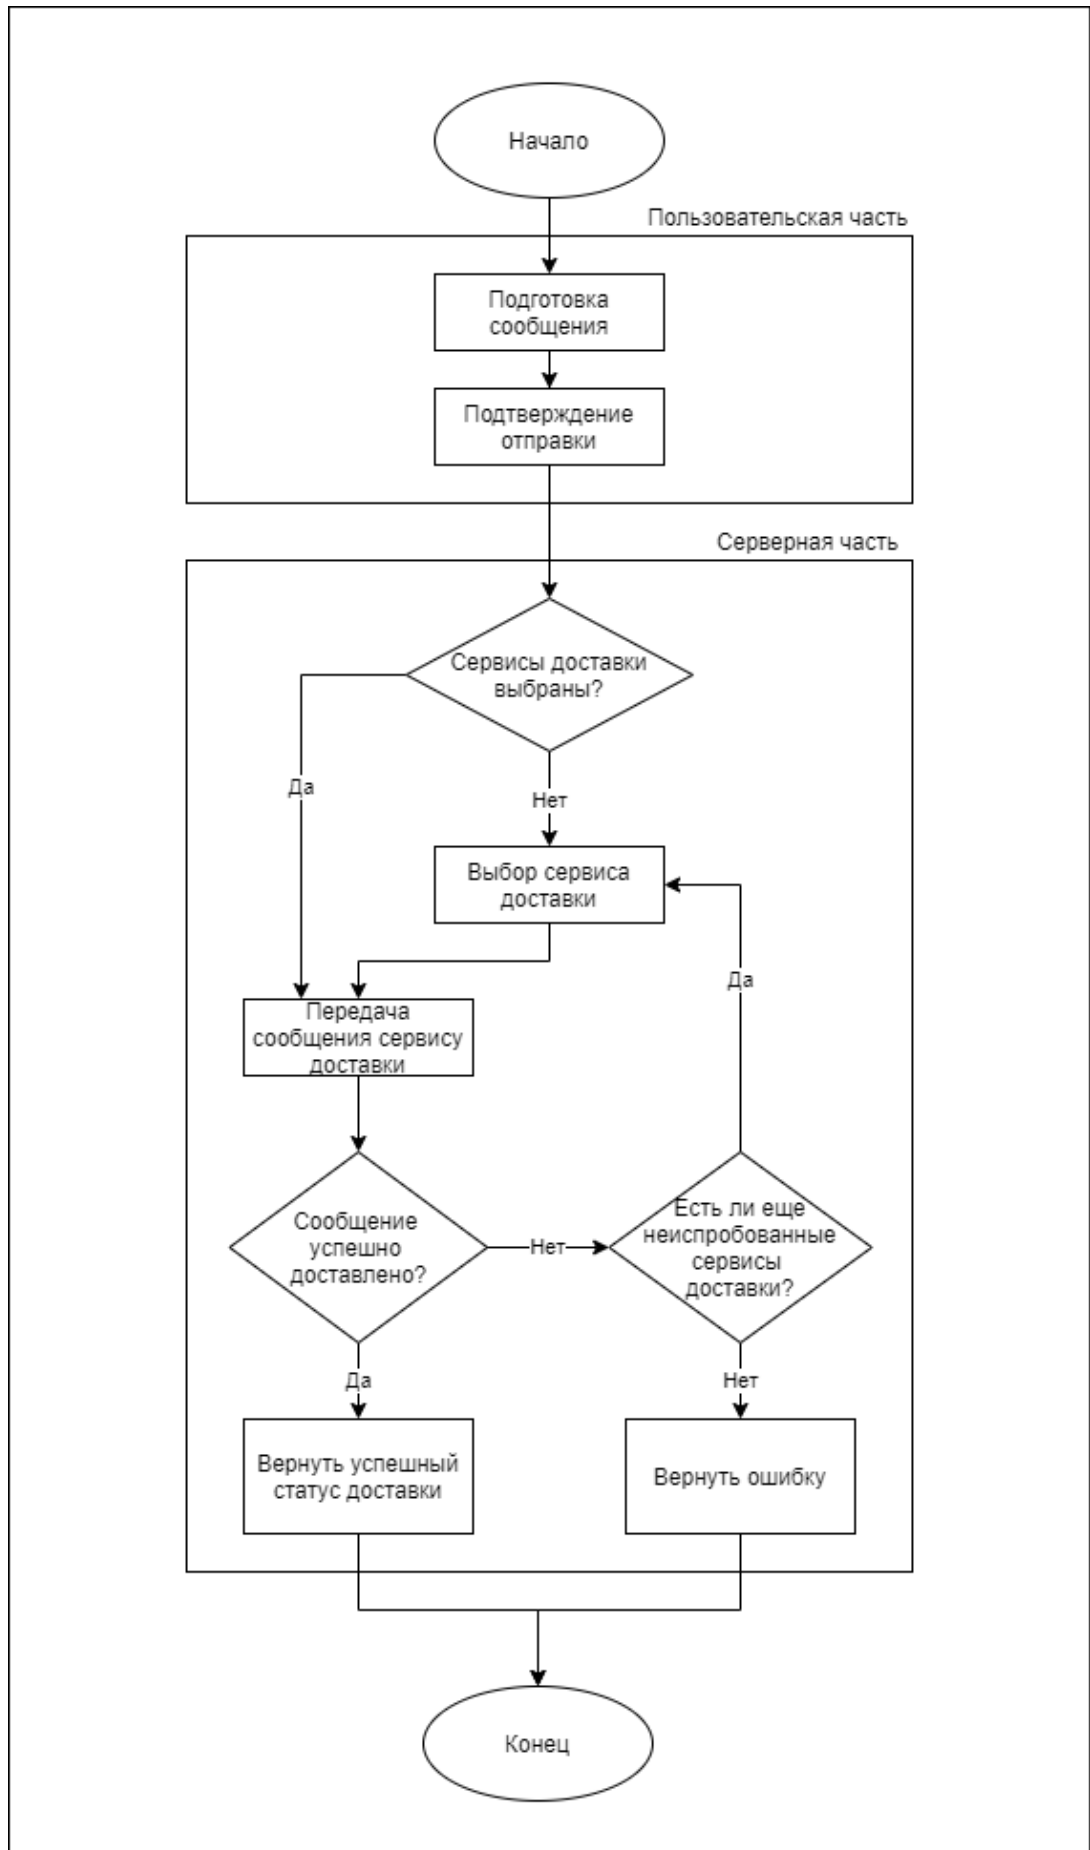 Начало
Пользовательская часть
Подготовка
сообщения
Подтверждение
отправки
Серверная часть
Сервисы доставки
выбраны?
Да
Нет
Выбор сервиса
доставки
Да
Передача
сообщения сервису
доставки
Сообщение
успешно
доставлено?
Нет
Есть ли еще
неиспробованные
сервисы
доставки?
Да
Нет
Вернуть успешный
статус доставки
Вернуть ошибку
Конец